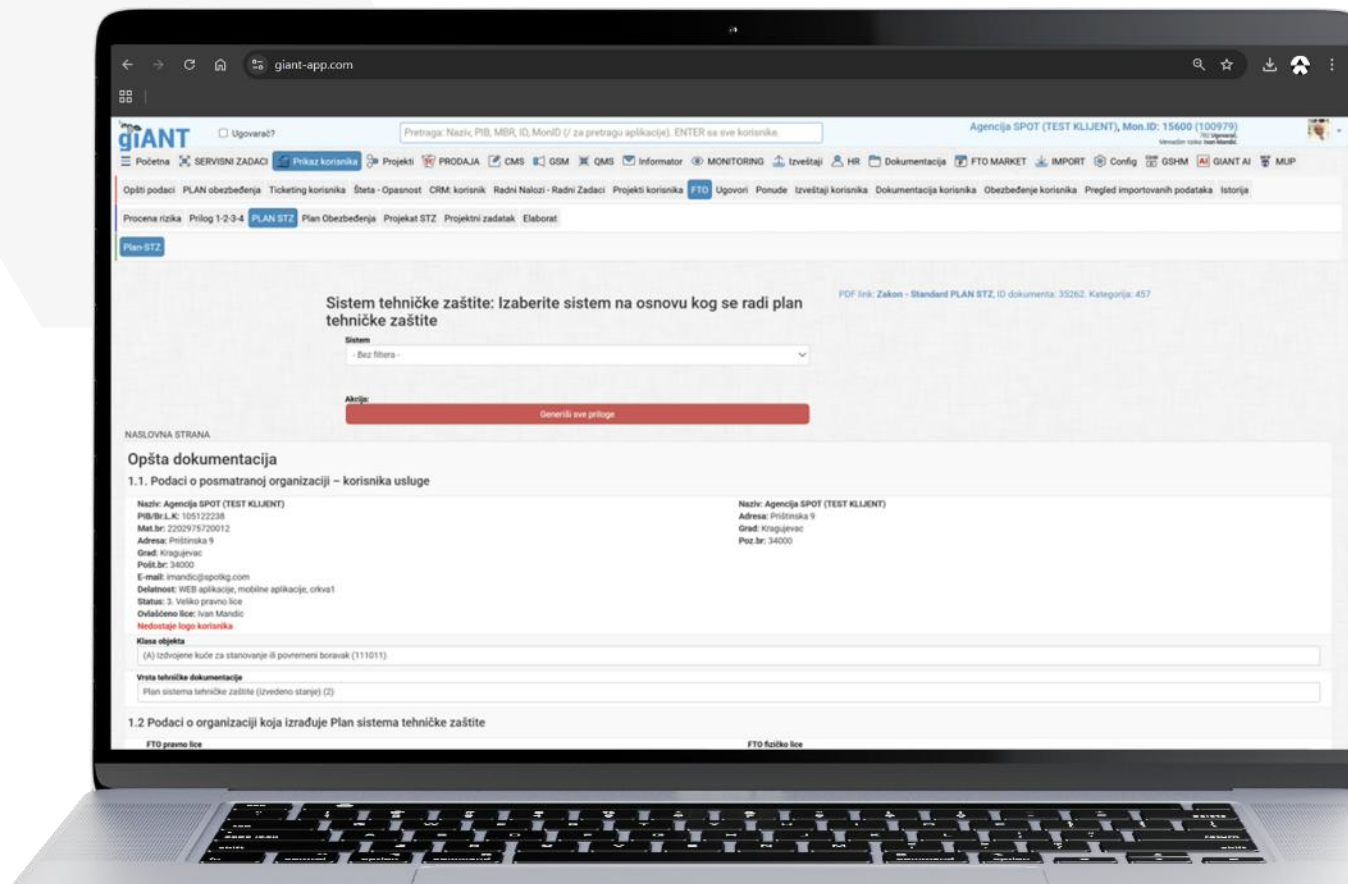 giant-app.com
giANT
Ugovarač?
Pretraga: Naziv, PIB, MBR, ID, MonID (/ za pretragu aplikacije). ENTER sa sve korisnike.
Agencija SPOT (TEST KLIJENT), Mon.ID: 15600 (100979)
Početna SERVISNI ZADACI Prikaz korisnika Projekti PRODAJA CMS GSM QMS Informator MONITORING Izveštaji HR Dokumentacija FTO MARKET IMPORT Config GSHM AI GIANT AI MUP
Opšti podaci PLAN obezbeđenja Ticketing korisnika Šteta - Opasnost CRM: korisnik Radni Nalozi - Radni Zadaci Projekti korisnika FTO Ugovori Ponude Izveštaji korisnika Dokumentacija korisnika Obezbeđenje korisnika Pregled importovanih podataka Istorija
Procena rizika Prilog 1-2-3-4 PLAN STZ Plan Obezbeđenja Projekat STZ Projektni zadatak Elaborat
Plan-STZ
Sistem tehničke zaštite: Izaberite sistem na osnovu kog se radi plan
tehničke zaštite
PDF link: Zakon - Standard PLAN STZ, ID dokumenta: 35262. Kategorija: 457
Sistem
- Bez filtera -
Akcija:
Generiši sve priloge
NASLOVNA STRANA
Opšta dokumentacija
1.1. Podaci o posmatranoj organizaciji – korisnika usluge
Naziv: Agencija SPOT (TEST KLIJENT)
PIB/Br.L.K: 105122238
Mat.br: 2202975720012
Adresa: Prištinska 9
Grad: Kragujevac
Pošt.br: 34000
E-mail: imandic@spotkg.com
Delatnost: WEB aplikacije, mobilne aplikacije, crkva1
Status: 3. Veliko pravno lice
Ovlašćeno lice: Ivan Mandic
Nedostaje logo korisnika
Naziv: Agencija SPOT (TEST KLIJENT)
Adresa: Prištinska 9
Grad: Kragujevac
Poz.br: 34000
Klasa objekta
(A) Izdvojene kuće za stanovanje ili povremeni boravak (111011)
Vrsta tehničke dokumentacije
Plan sistema tehničke zaštite (izvedeno stanje) (2)
1.2 Podaci o organizaciji koja izrađuje Plan sistema tehničke zaštite
FTO pravno lice
FTO fizičko lice